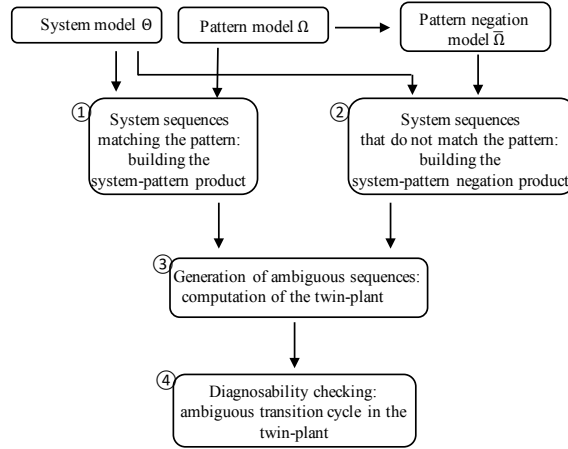 System model Θ
Pattern model Ω
Pattern negation
model Ω̅
①
System sequences
matching the pattern:
building the
system-pattern product
②
System sequences
that do not match the pattern:
building the
system-pattern negation product
③
Generation of ambiguous sequences:
computation of the twin-plant
④
Diagnosability checking:
ambiguous transition cycle in the
twin-plant